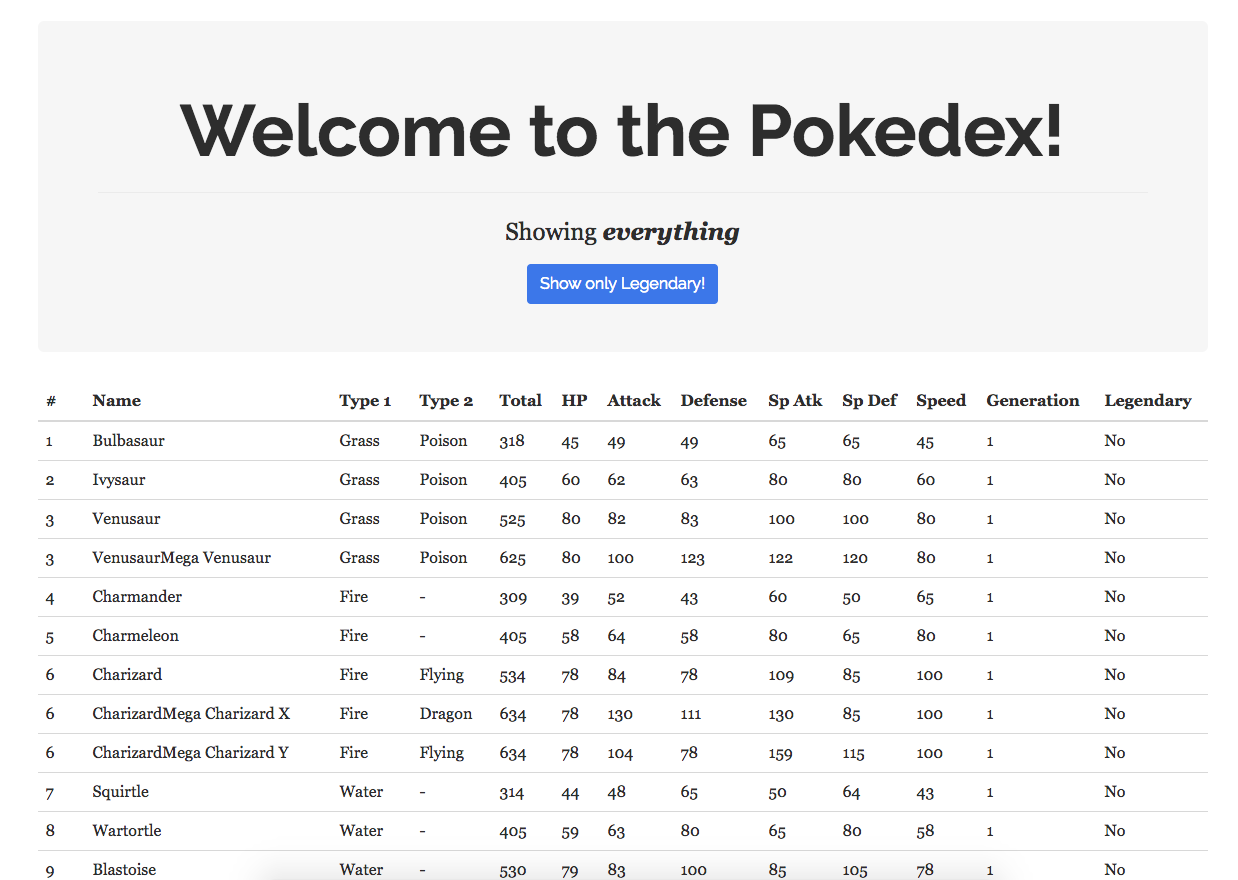 Welcome to the Pokedex!
Showing everything
Show only Legendary!
# Name Type 1 Type 2 Total HP Attack Defense Sp Atk Sp Def Speed Generation Legendary
1 Bulbasaur Grass Poison 318 45 49 49 65 65 45 1 No
2 Ivysaur Grass Poison 405 60 62 63 80 80 60 1 No
3 Venusaur Grass Poison 525 80 82 83 100 100 80 1 No
3 VenusaurMega Venusaur Grass Poison 625 80 100 123 122 120 80 1 No
4 Charmander Fire - 309 39 52 43 60 50 65 1 No
5 Charmeleon Fire - 405 58 64 58 80 65 80 1 No
6 Charizard Fire Flying 534 78 84 78 109 85 100 1 No
6 CharizardMega Charizard X Fire Dragon 634 78 130 111 130 85 100 1 No
6 CharizardMega Charizard Y Fire Flying 634 78 104 78 159 115 100 1 No
7 Squirtle Water - 314 44 48 65 50 64 43 1 No
8 Wartortle Water - 405 59 63 80 65 80 58 1 No
9 Blastoise Water - 530 79 83 100 85 105 78 1 No